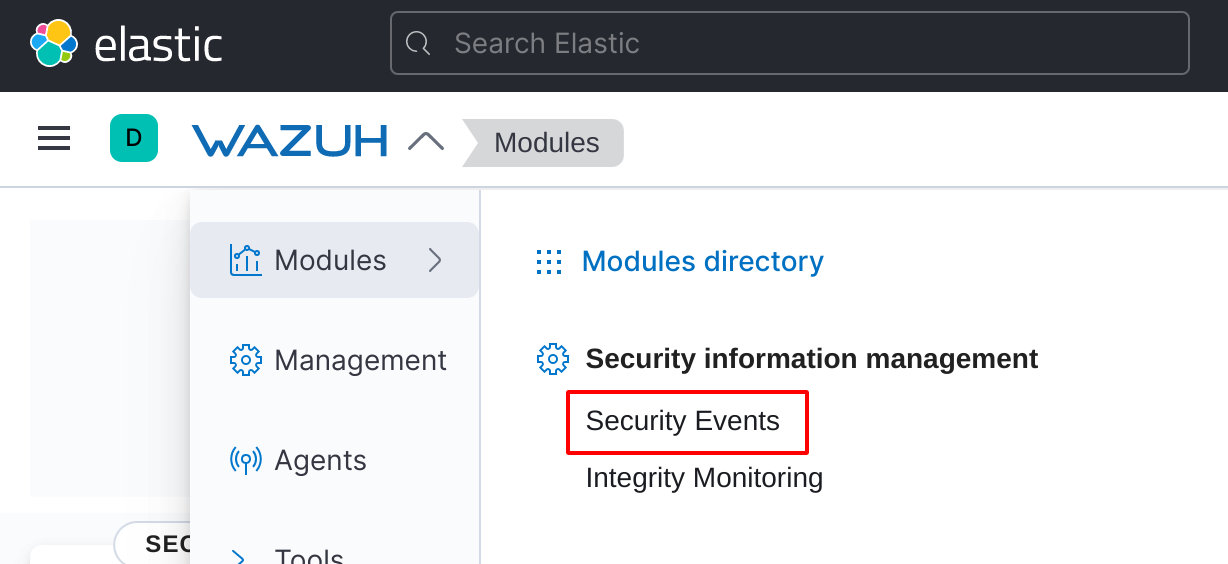 elastic
Search Elastic
D
WAZUH
Modules
Modules
Modules directory
Management
Security information management
Security Events
Agents
Integrity Monitoring
SEC
Tools